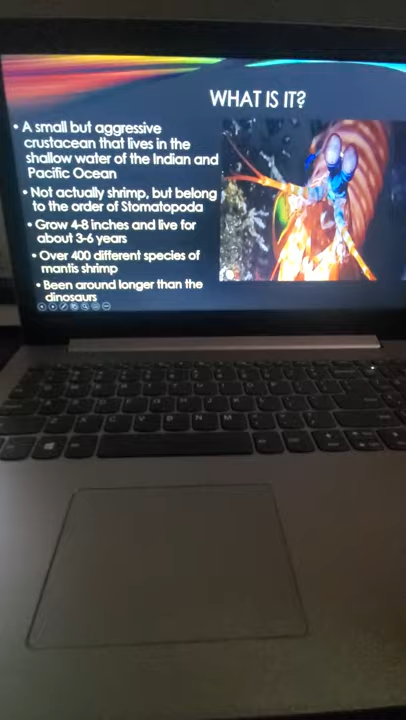 WHAT IS IT?
• A small but aggressive
crustacean that lives in the
shallow water of the Indian and
Pacific Ocean
• Not actually shrimp, but belong
to the order of Stomatopoda
• Grow 4-8 inches and live for
about 3-6 years
• Over 400 different species of
mantis shrimp
• Been around longer than the
dinosaurs